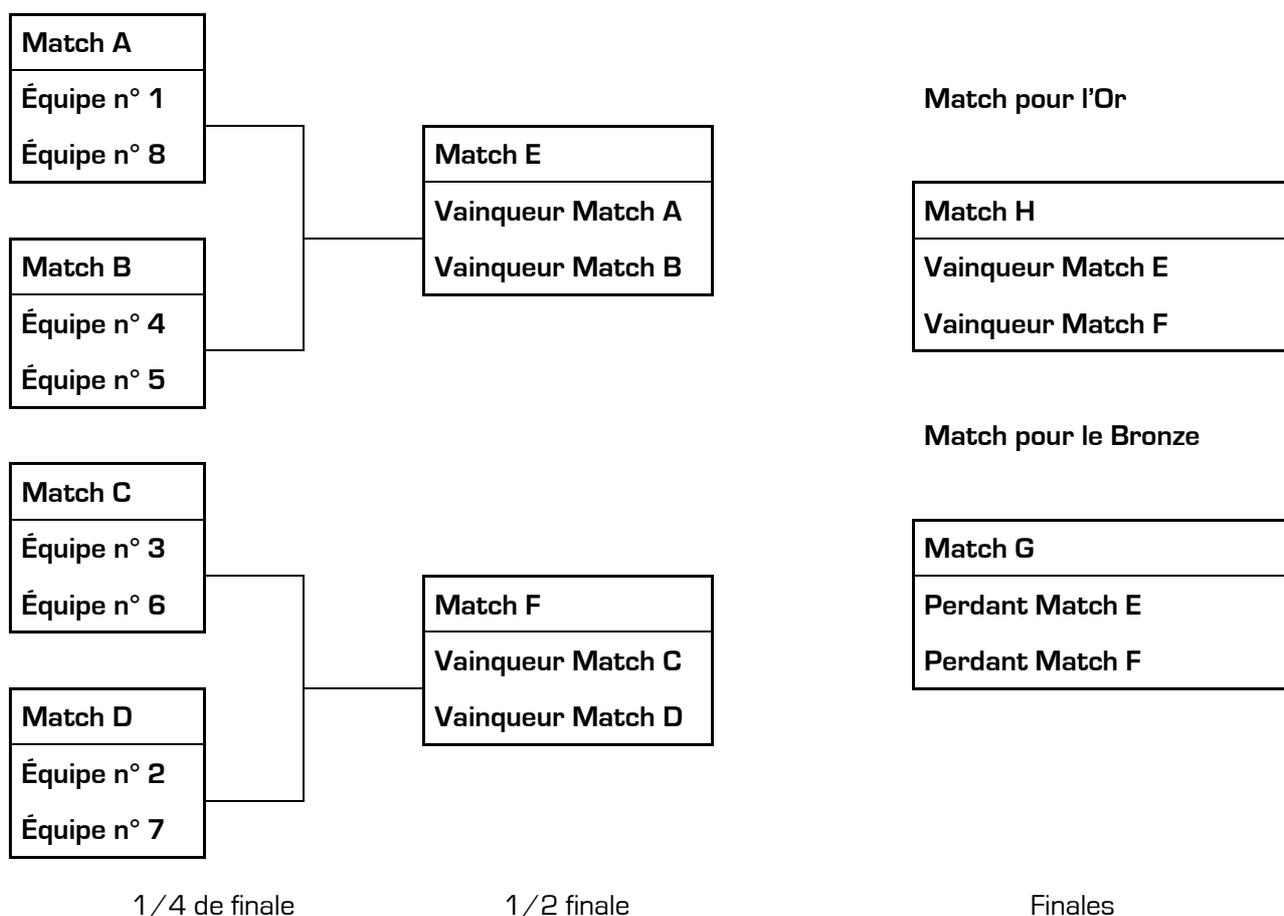 Match A
Équipe n° 1
Équipe n° 8
Match B
Équipe n° 4
Équipe n° 5
Match C
Équipe n° 3
Équipe n° 6
Match D
Équipe n° 2
Équipe n° 7
1/4 de finale
Match E
Vainqueur Match A
Vainqueur Match B
Match F
Vainqueur Match C
Vainqueur Match D
1/2 finale
Match pour l'Or
Match H
Vainqueur Match E
Vainqueur Match F
Match pour le Bronze
Match G
Perdant Match E
Perdant Match F
Finales